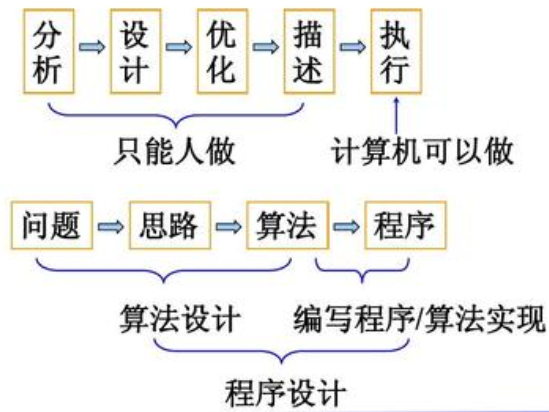 分析 设计 优化 描述 执行
只能人做 计算机可以做
问题 思路 算法 程序
算法设计 编写程序/算法实现
程序设计